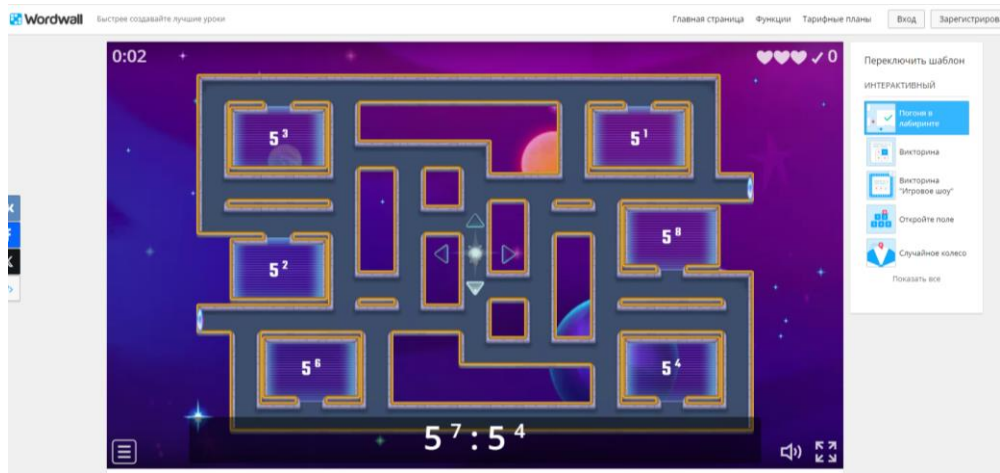 Wordwall Быстрее создавайте лучшие уроки Главная страница Функции Тарифные планы Вход Зарегистриров
0:02 0
Переключить шаблон
ИНТЕРАКТИВНЫЙ
Погоня в лабиринте
Викторина
Викторина
"Игровое шоу"
Откройте поле
Случайное колесо
Показать все
5³ 5¹
5² 5⁸
5⁶ 5⁴
5⁷ : 5⁴